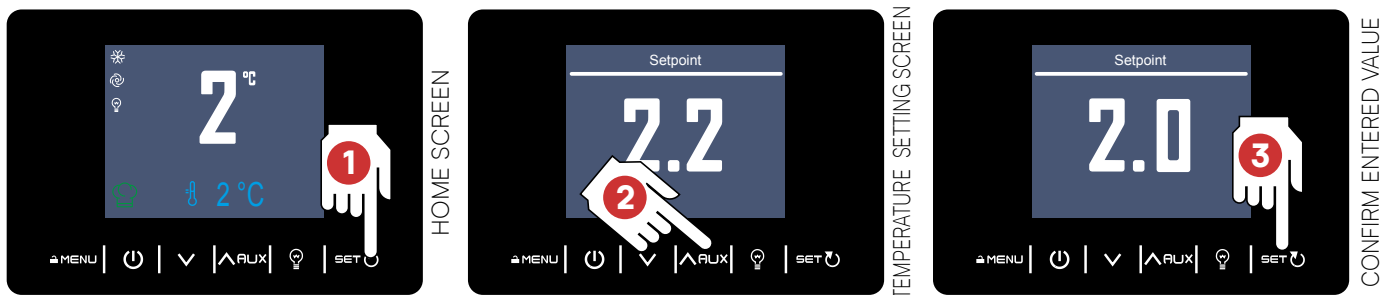 2 °C
1
2 °C
MENU AUX SET
HOME SCREEN
Setpoint
2.2
2
MENU AUX SET
TEMPERATURE SETTING SCREEN
Setpoint
2.0
3
MENU AUX SET
CONFIRM ENTERED VALUE